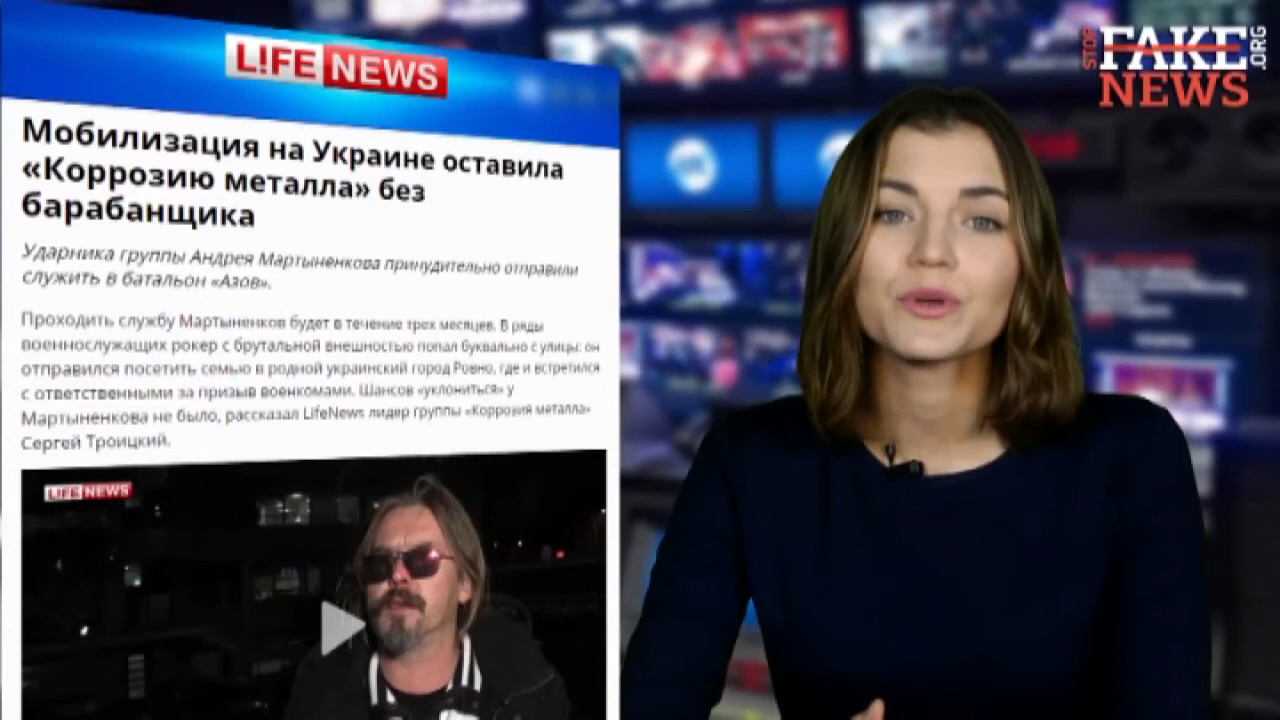 L!FE NEWS
Мобилизация на Украине оставила
«Коррозию металла» без
барабанщика
Ударника группы Андрея Мартыненкова принудительно отправили
служить в батальон «Азов».
Проходить службу Мартыненков будет в течение трех месяцев. В ряды
военнослужащих рокер с брутальной внешностью попал буквально с улицы: он
отправился посетить семью в родной украинский город Ровно, где и встретился
с ответственными за призыв военкомами. Шансов «уклониться» у
Мартыненкова не было, рассказал LifeNews лидер группы «Коррозия металла»
Сергей Троицкий.
LIFE NEWS
STOP
FAKE
NEWS
.ORG